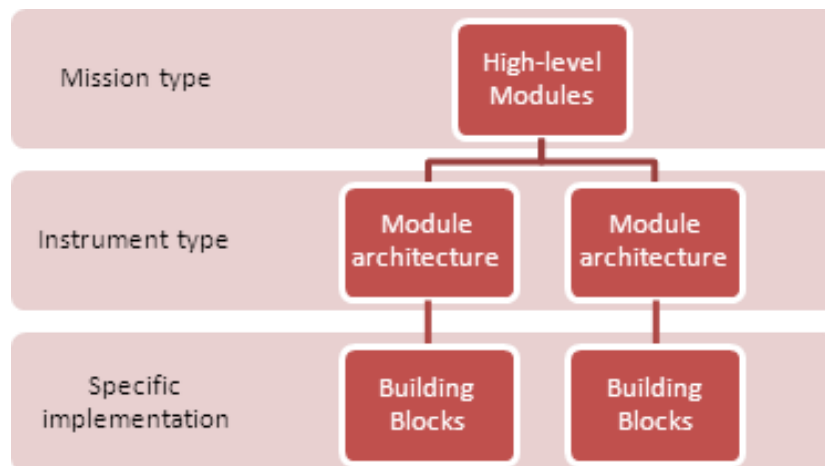 Mission type
High-level
Modules
Instrument type
Module
architecture
Module
architecture
Specific
implementation
Building
Blocks
Building
Blocks